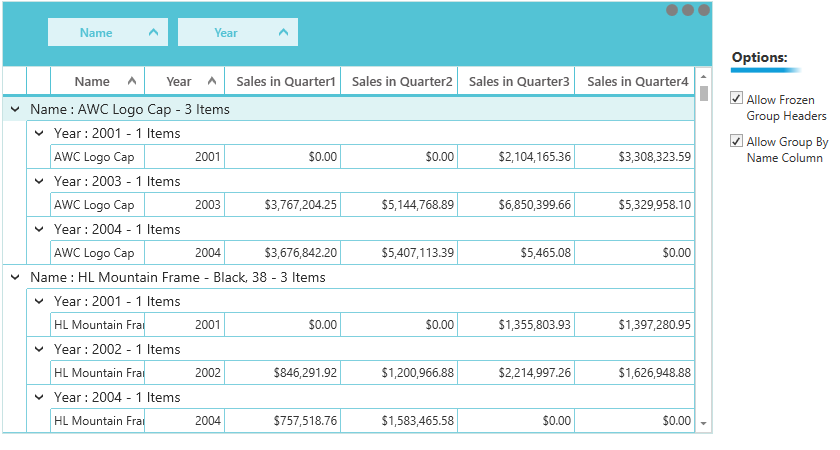 Name Year
Options:
Name Year Sales in Quarter1 Sales in Quarter2 Sales in Quarter3 Sales in Quarter4
Name : AWC Logo Cap - 3 Items
Allow Frozen
Group Headers
Year : 2001 - 1 Items
Allow Group By
Name Column
AWC Logo Cap 2001 $0.00 $0.00 $2,104,165.36 $3,308,323.59
Year : 2003 - 1 Items
AWC Logo Cap 2003 $3,767,204.25 $5,144,768.89 $6,850,399.66 $5,329,958.10
Year : 2004 - 1 Items
AWC Logo Cap 2004 $3,676,842.20 $5,407,113.39 $5,465.08 $0.00
Name : HL Mountain Frame - Black, 38 - 3 Items
Year : 2001 - 1 Items
HL Mountain Fra 2001 $0.00 $0.00 $1,355,803.93 $1,397,280.95
Year : 2002 - 1 Items
HL Mountain Fra 2002 $846,291.92 $1,200,966.88 $2,214,997.26 $1,626,948.88
Year : 2004 - 1 Items
HL Mountain Fra 2004 $757,518.76 $1,583,465.58 $0.00 $0.00